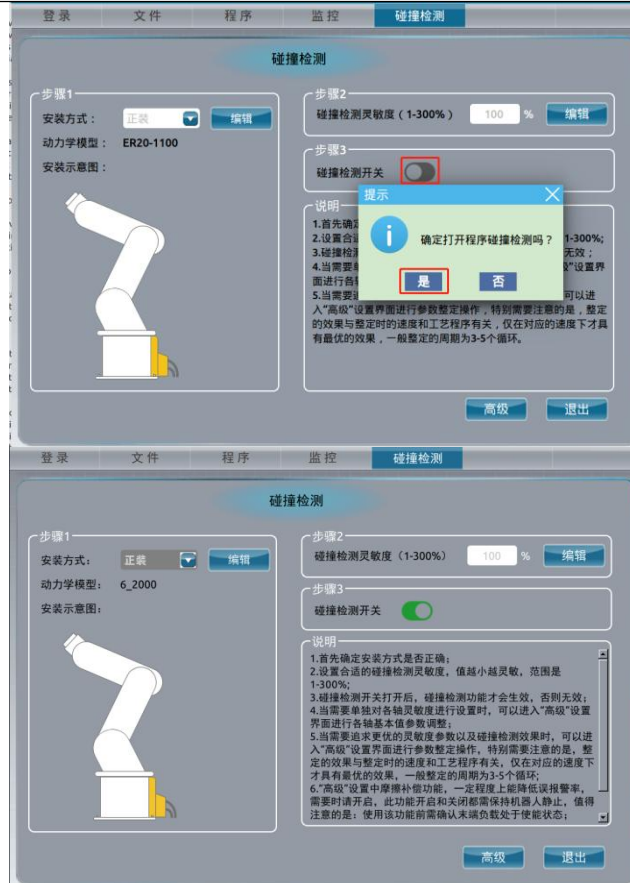 登录 文件 程序 监控 碰撞检测
碰撞检测
步骤1
安装方式： 正装 编辑
动力学模型： ER20-1100
安装示意图：
步骤2
碰撞检测灵敏度（1-300%） 100 % 编辑
步骤3
碰撞检测开关
提示
确定打开程序碰撞检测吗？
是 否
说明
1.首先确定
2.设置合适 1-300%;
3.碰撞检测 无效；
4.当需要单 级”设置界
面进行各轴
5.当需要追 可以进
入“高级”设置界面进行参数整定操作，特别需要注意的是，整定
的效果与整定时的速度和工艺程序有关，仅在对应的速度下才具
有最优的效果，一般整定的周期为3-5个循环。
高级 退出
登录 文件 程序 监控 碰撞检测
碰撞检测
步骤1
安装方式： 正装 编辑
动力学模型： 6_2000
安装示意图：
步骤2
碰撞检测灵敏度（1-300%） 100 % 编辑
步骤3
碰撞检测开关
说明
1.首先确定安装方式是否正确；
2.设置合适的碰撞检测灵敏度，值越小越灵敏，范围是
1-300%;
3.碰撞检测开关打开后，碰撞检测功能才会生效，否则无效；
4.当需要单独对各轴灵敏度进行设置时，可以进入“高级”设置
界面进行各轴基本值参数调整；
5.当需要追求更优的灵敏度参数以及碰撞检测效果时，可以进
入“高级”设置界面进行参数整定操作，特别需要注意的是，整
定的效果与整定时的速度和工艺程序有关，仅在对应的速度下
才具有最优的效果，一般整定的周期为3-5个循环;
6.“高级”设置中摩擦补偿功能，一定程度上能降低误报警率，
需要时请开启，此功能开启和关闭都需保持机器人静止，值得
注意的是：使用该功能前需确认末端负载处于使能状态；
高级 退出